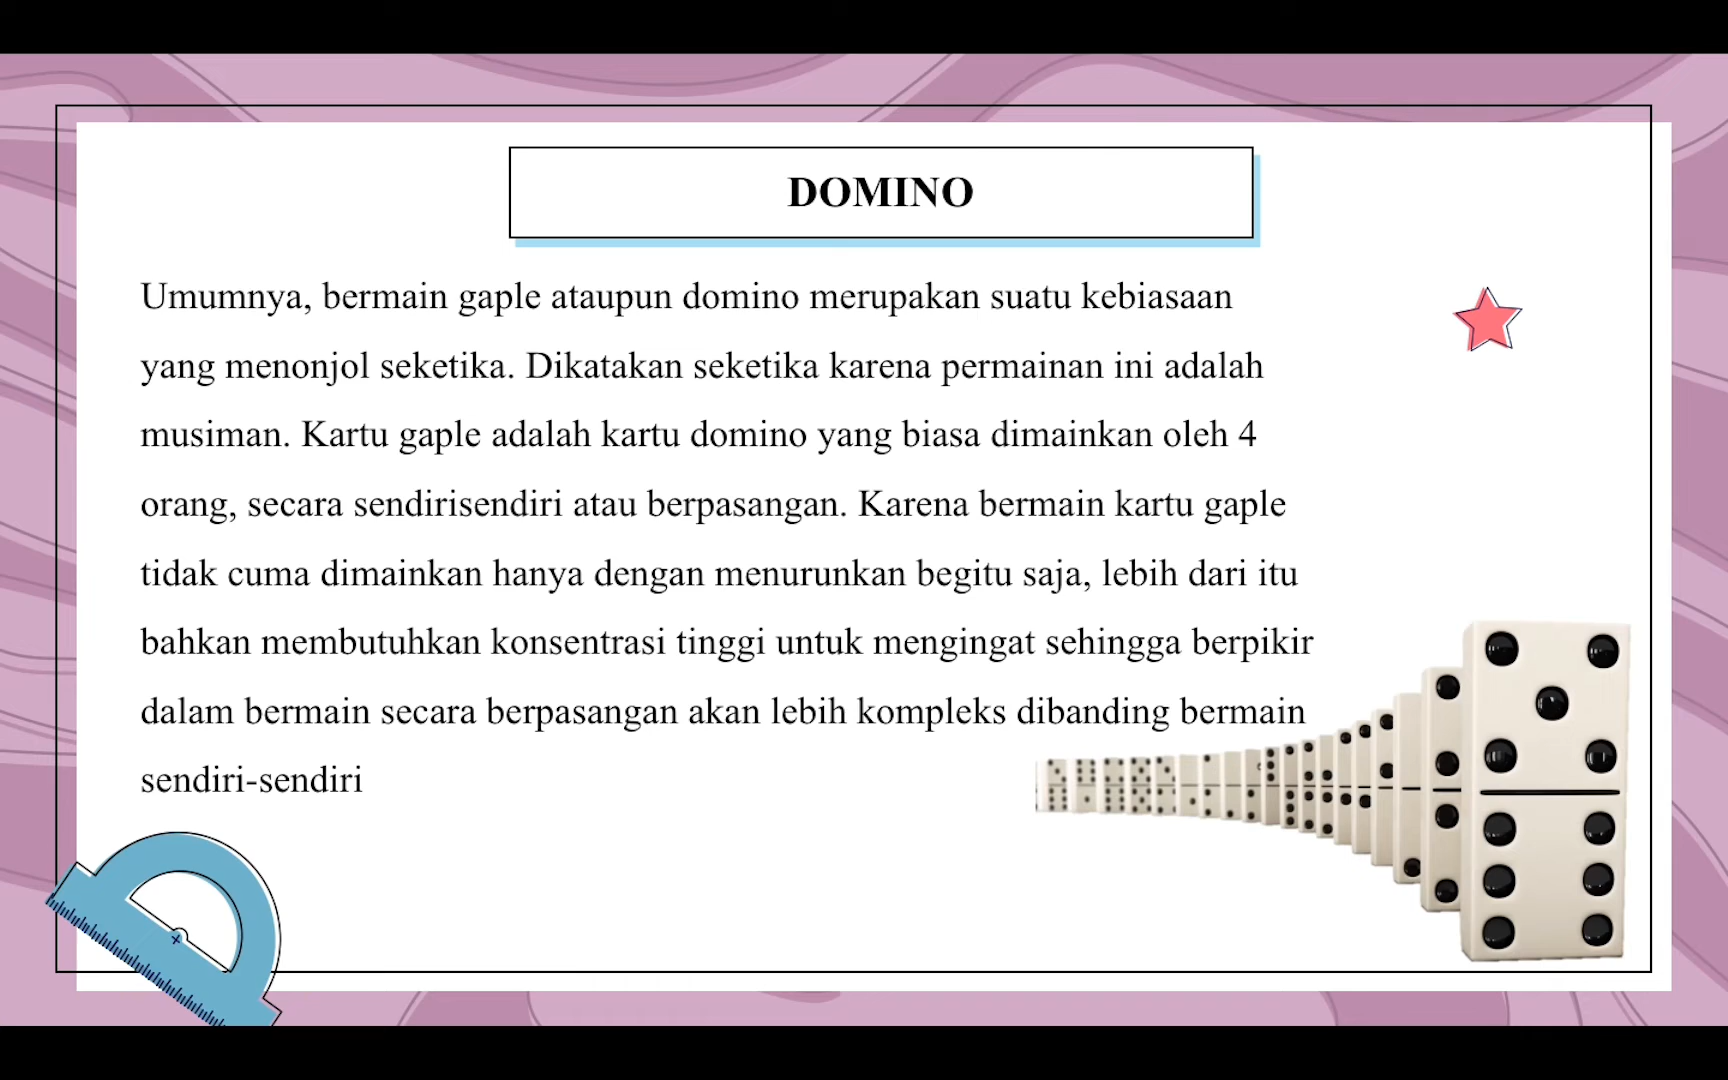 DOMINO
Umumnya, bermain gaple ataupun domino merupakan suatu kebiasaan
yang menonjol seketika. Dikatakan seketika karena permainan ini adalah
musiman. Kartu gaple adalah kartu domino yang biasa dimainkan oleh 4
orang, secara sendirisendiri atau berpasangan. Karena bermain kartu gaple
tidak cuma dimainkan hanya dengan menurunkan begitu saja, lebih dari itu
bahkan membutuhkan konsentrasi tinggi untuk mengingat sehingga berpikir
dalam bermain secara berpasangan akan lebih kompleks dibanding bermain
sendiri-sendiri